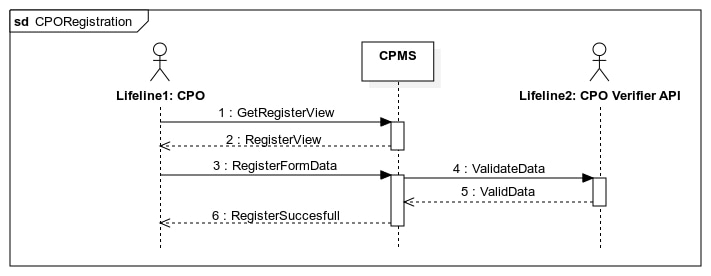 sd CPORegistration
CPMS
Lifeline1: CPO
Lifeline2: CPO Verifier API
1 : GetRegisterView
2 : RegisterView
3 : RegisterFormData
4 : ValidateData
5 : ValidData
6 : RegisterSuccesfull